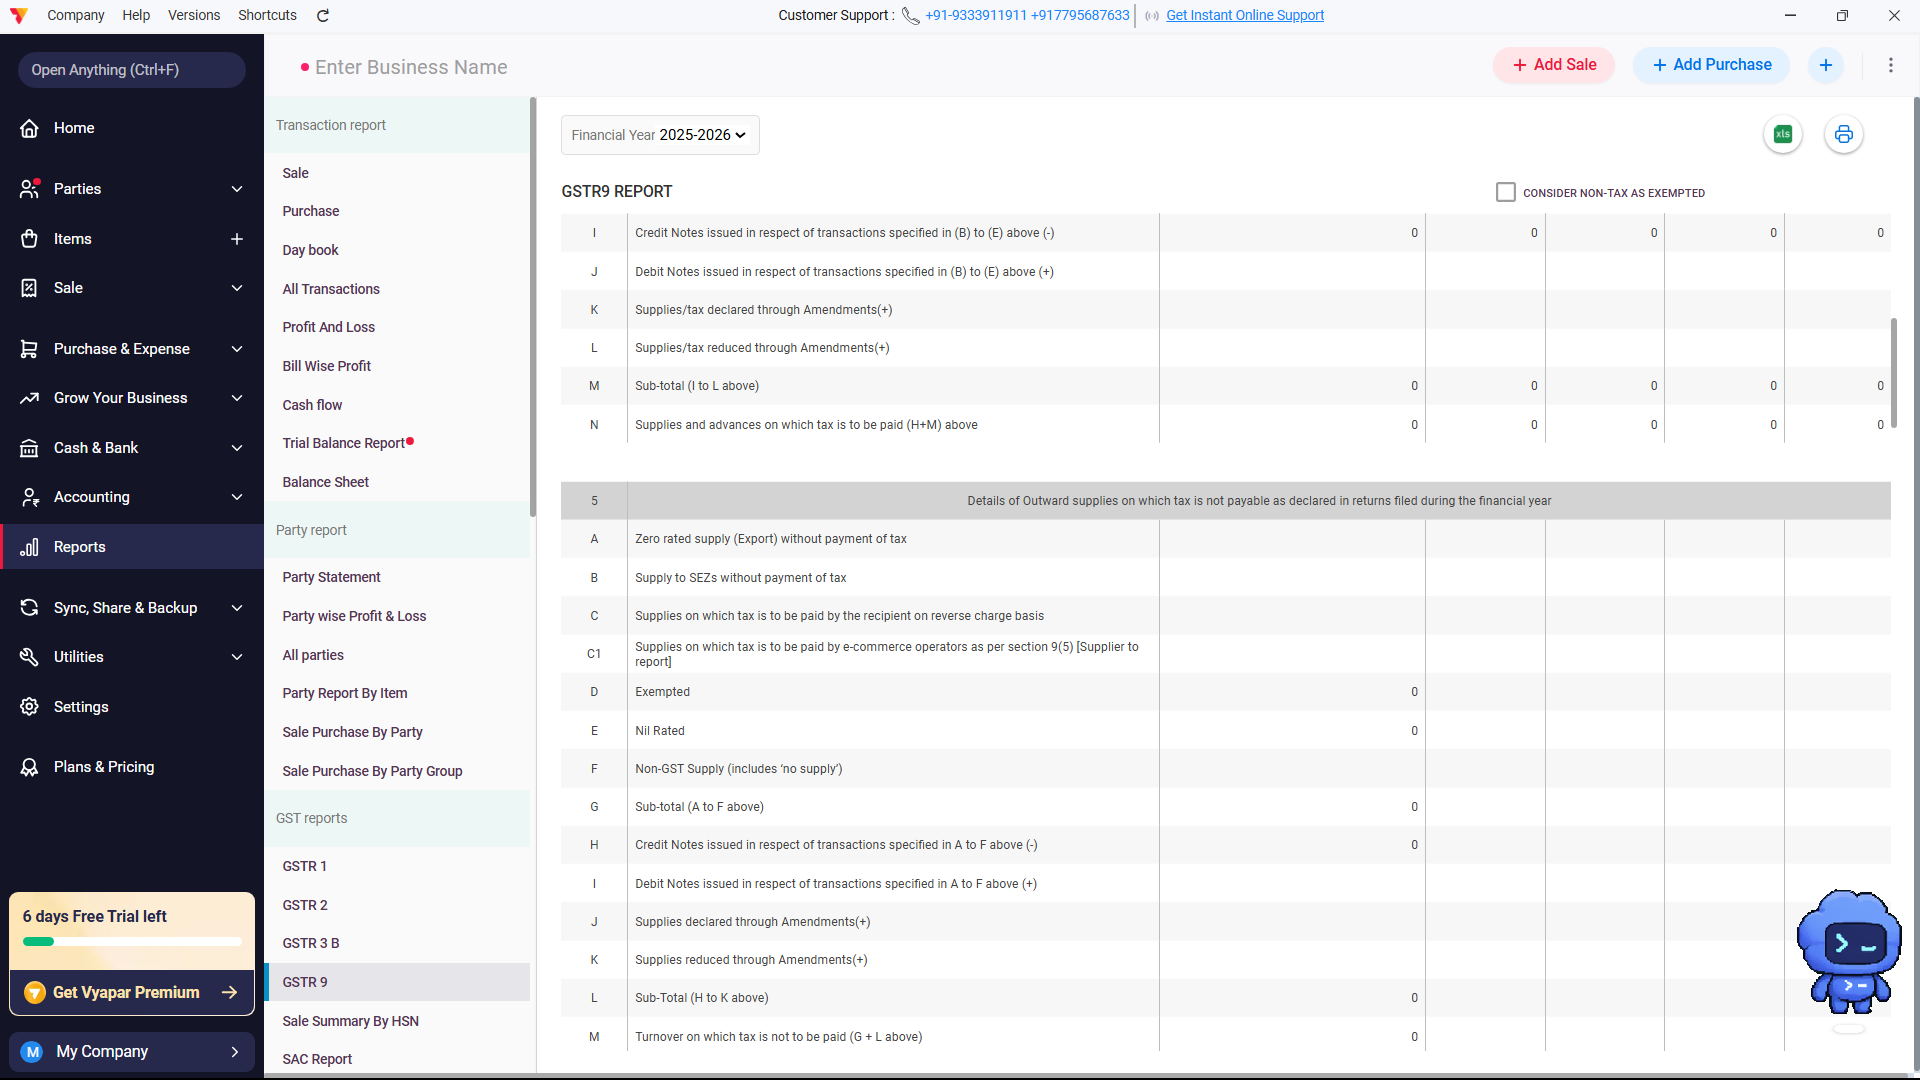 Company Help Versions Shortcuts
Customer Support : +91-9333911911 +917795687633 Get Instant Online Support
Open Anything (Ctrl+F)
Enter Business Name
+ Add Sale
+ Add Purchase
Home
Parties
Items
Sale
Purchase & Expense
Grow Your Business
Cash & Bank
Accounting
Reports
Sync, Share & Backup
Utilities
Settings
Plans & Pricing
6 days Free Trial left
Get Vyapar Premium
M My Company
Transaction report
Sale
Purchase
Day book
All Transactions
Profit And Loss
Bill Wise Profit
Cash flow
Trial Balance Report
Balance Sheet
Party report
Party Statement
Party wise Profit & Loss
All parties
Party Report By Item
Sale Purchase By Party
Sale Purchase By Party Group
GST reports
GSTR 1
GSTR 2
GSTR 3 B
GSTR 9
Sale Summary By HSN
SAC Report
Financial Year 2025-2026
xls
GSTR9 REPORT
CONSIDER NON-TAX AS EXEMPTED
I Credit Notes issued in respect of transactions specified in (B) to (E) above (-) 0 0 0 0 0
J Debit Notes issued in respect of transactions specified in (B) to (E) above (+)
K Supplies/tax declared through Amendments(+)
L Supplies/tax reduced through Amendments(+)
M Sub-total (I to L above) 0 0 0 0 0
N Supplies and advances on which tax is to be paid (H+M) above 0 0 0 0 0
5 Details of Outward supplies on which tax is not payable as declared in returns filed during the financial year
A Zero rated supply (Export) without payment of tax
B Supply to SEZs without payment of tax
C Supplies on which tax is to be paid by the recipient on reverse charge basis
C1 Supplies on which tax is to be paid by e-commerce operators as per section 9(5) [Supplier to
report]
D Exempted 0
E Nil Rated 0
F Non-GST Supply (includes ‘no supply’)
G Sub-total (A to F above) 0
H Credit Notes issued in respect of transactions specified in A to F above (-) 0
I Debit Notes issued in respect of transactions specified in A to F above (+)
J Supplies declared through Amendments(+)
K Supplies reduced through Amendments(+)
L Sub-Total (H to K above) 0
M Turnover on which tax is not to be paid (G + L above) 0